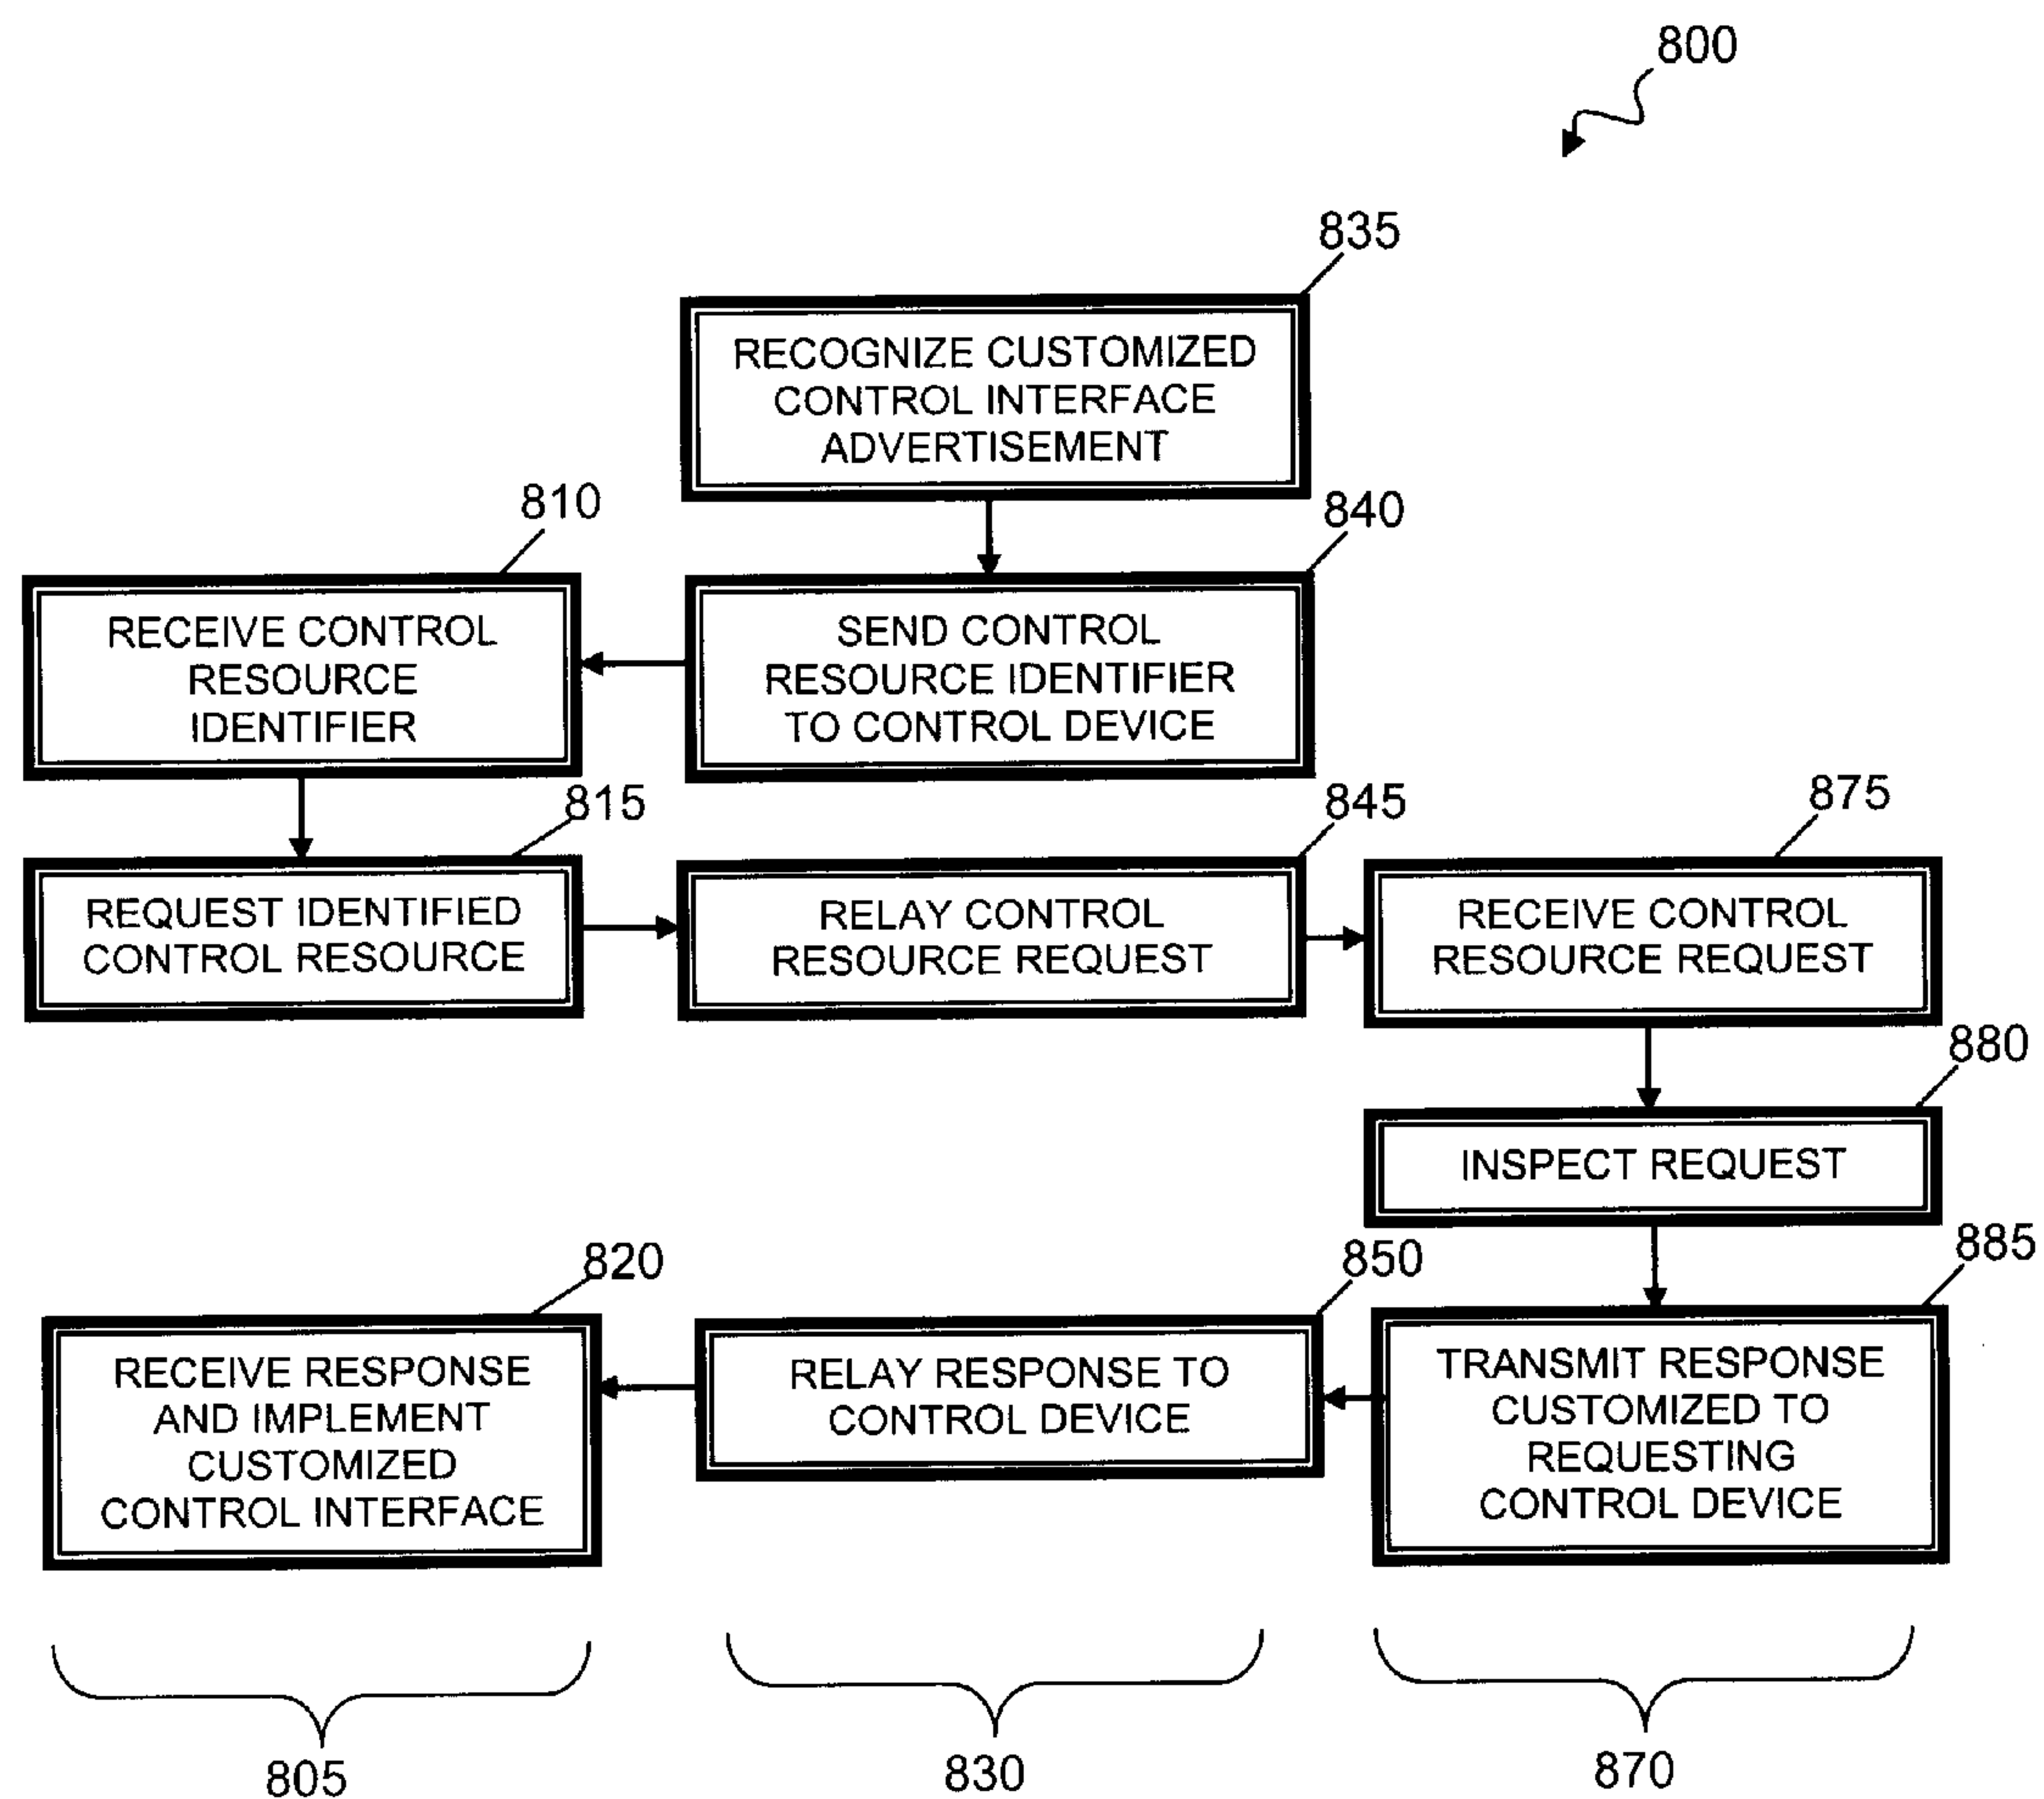 800
835
RECOGNIZE CUSTOMIZED
CONTROL INTERFACE
ADVERTISEMENT
810
RECEIVE CONTROL
RESOURCE
IDENTIFIER
840
SEND CONTROL
RESOURCE IDENTIFIER
TO CONTROL DEVICE
815
REQUEST IDENTIFIED
CONTROL RESOURCE
845
RELAY CONTROL
RESOURCE REQUEST
875
RECEIVE CONTROL
RESOURCE REQUEST
880
INSPECT REQUEST
820
RECEIVE RESPONSE
AND IMPLEMENT
CUSTOMIZED
CONTROL INTERFACE
850
RELAY RESPONSE TO
CONTROL DEVICE
885
TRANSMIT RESPONSE
CUSTOMIZED TO
REQUESTING
CONTROL DEVICE
805
830
870